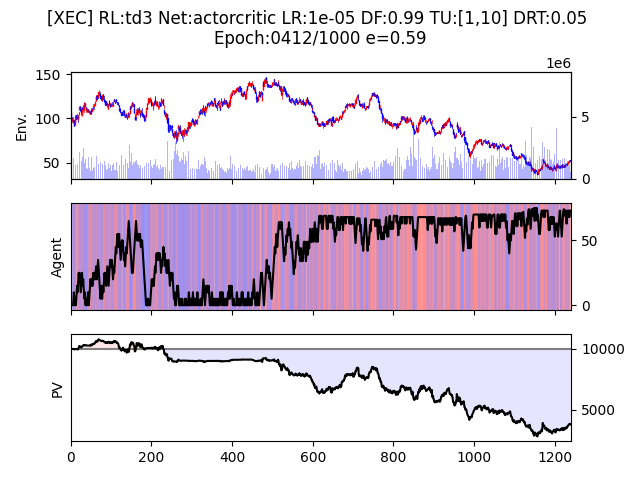 [XEC] RL:td3 Net:actorcritic LR:1e-05 DF:0.99 TU:[1,10] DRT:0.05
Epoch:0412/1000 e=0.59
1e6
150
100
50
Env.
5
0
Agent
50
0
PV
10000
5000
0 200 400 600 800 1000 1200